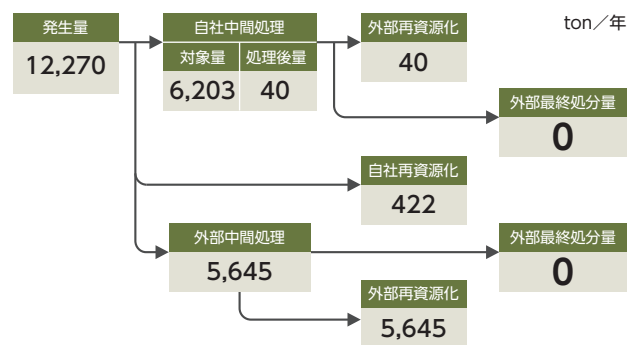 ton／年
発生量
12,270
自社中間処理
対象量 処理後量
6,203 40
外部再資源化
40
外部最終処分量
0
自社再資源化
422
外部中間処理
5,645
外部最終処分量
0
外部再資源化
5,645